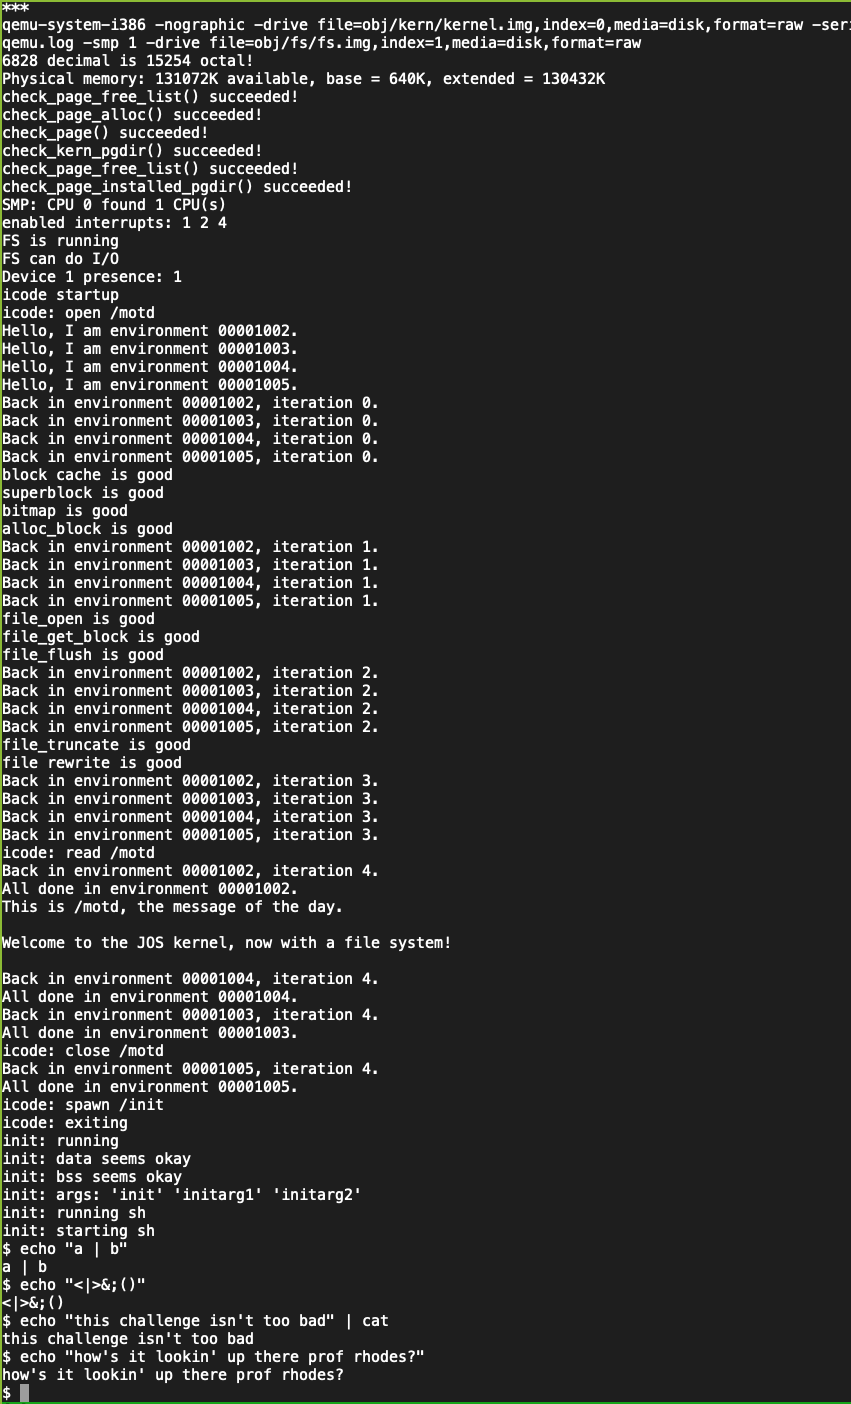 ***
qemu-system-i386 -nographic -drive file=obj/kern/kernel.img,index=0,media=disk,format=raw -seri
qemu.log -smp 1 -drive file=obj/fs/fs.img,index=1,media=disk,format=raw
6828 decimal is 15254 octal!
Physical memory: 131072K available, base = 640K, extended = 130432K
check_page_free_list() succeeded!
check_page_alloc() succeeded!
check_page() succeeded!
check_kern_pgdir() succeeded!
check_page_free_list() succeeded!
check_page_installed_pgdir() succeeded!
SMP: CPU 0 found 1 CPU(s)
enabled interrupts: 1 2 4
FS is running
FS can do I/O
Device 1 presence: 1
icode startup
icode: open /motd
Hello, I am environment 00001002.
Hello, I am environment 00001003.
Hello, I am environment 00001004.
Hello, I am environment 00001005.
Back in environment 00001002, iteration 0.
Back in environment 00001003, iteration 0.
Back in environment 00001004, iteration 0.
Back in environment 00001005, iteration 0.
block cache is good
superblock is good
bitmap is good
alloc_block is good
Back in environment 00001002, iteration 1.
Back in environment 00001003, iteration 1.
Back in environment 00001004, iteration 1.
Back in environment 00001005, iteration 1.
file_open is good
file_get_block is good
file_flush is good
Back in environment 00001002, iteration 2.
Back in environment 00001003, iteration 2.
Back in environment 00001004, iteration 2.
Back in environment 00001005, iteration 2.
file_truncate is good
file rewrite is good
Back in environment 00001002, iteration 3.
Back in environment 00001003, iteration 3.
Back in environment 00001004, iteration 3.
Back in environment 00001005, iteration 3.
icode: read /motd
Back in environment 00001002, iteration 4.
All done in environment 00001002.
This is /motd, the message of the day.

Welcome to the JOS kernel, now with a file system!

Back in environment 00001004, iteration 4.
All done in environment 00001004.
Back in environment 00001003, iteration 4.
All done in environment 00001003.
icode: close /motd
Back in environment 00001005, iteration 4.
All done in environment 00001005.
icode: spawn /init
icode: exiting
init: running
init: data seems okay
init: bss seems okay
init: args: 'init' 'initarg1' 'initarg2'
init: running sh
init: starting sh
$ echo "a | b"
a | b
$ echo "<|>&;()"
<|>&;()
$ echo "this challenge isn't too bad" | cat
this challenge isn't too bad
$ echo "how's it lookin' up there prof rhodes?"
how's it lookin' up there prof rhodes?
$